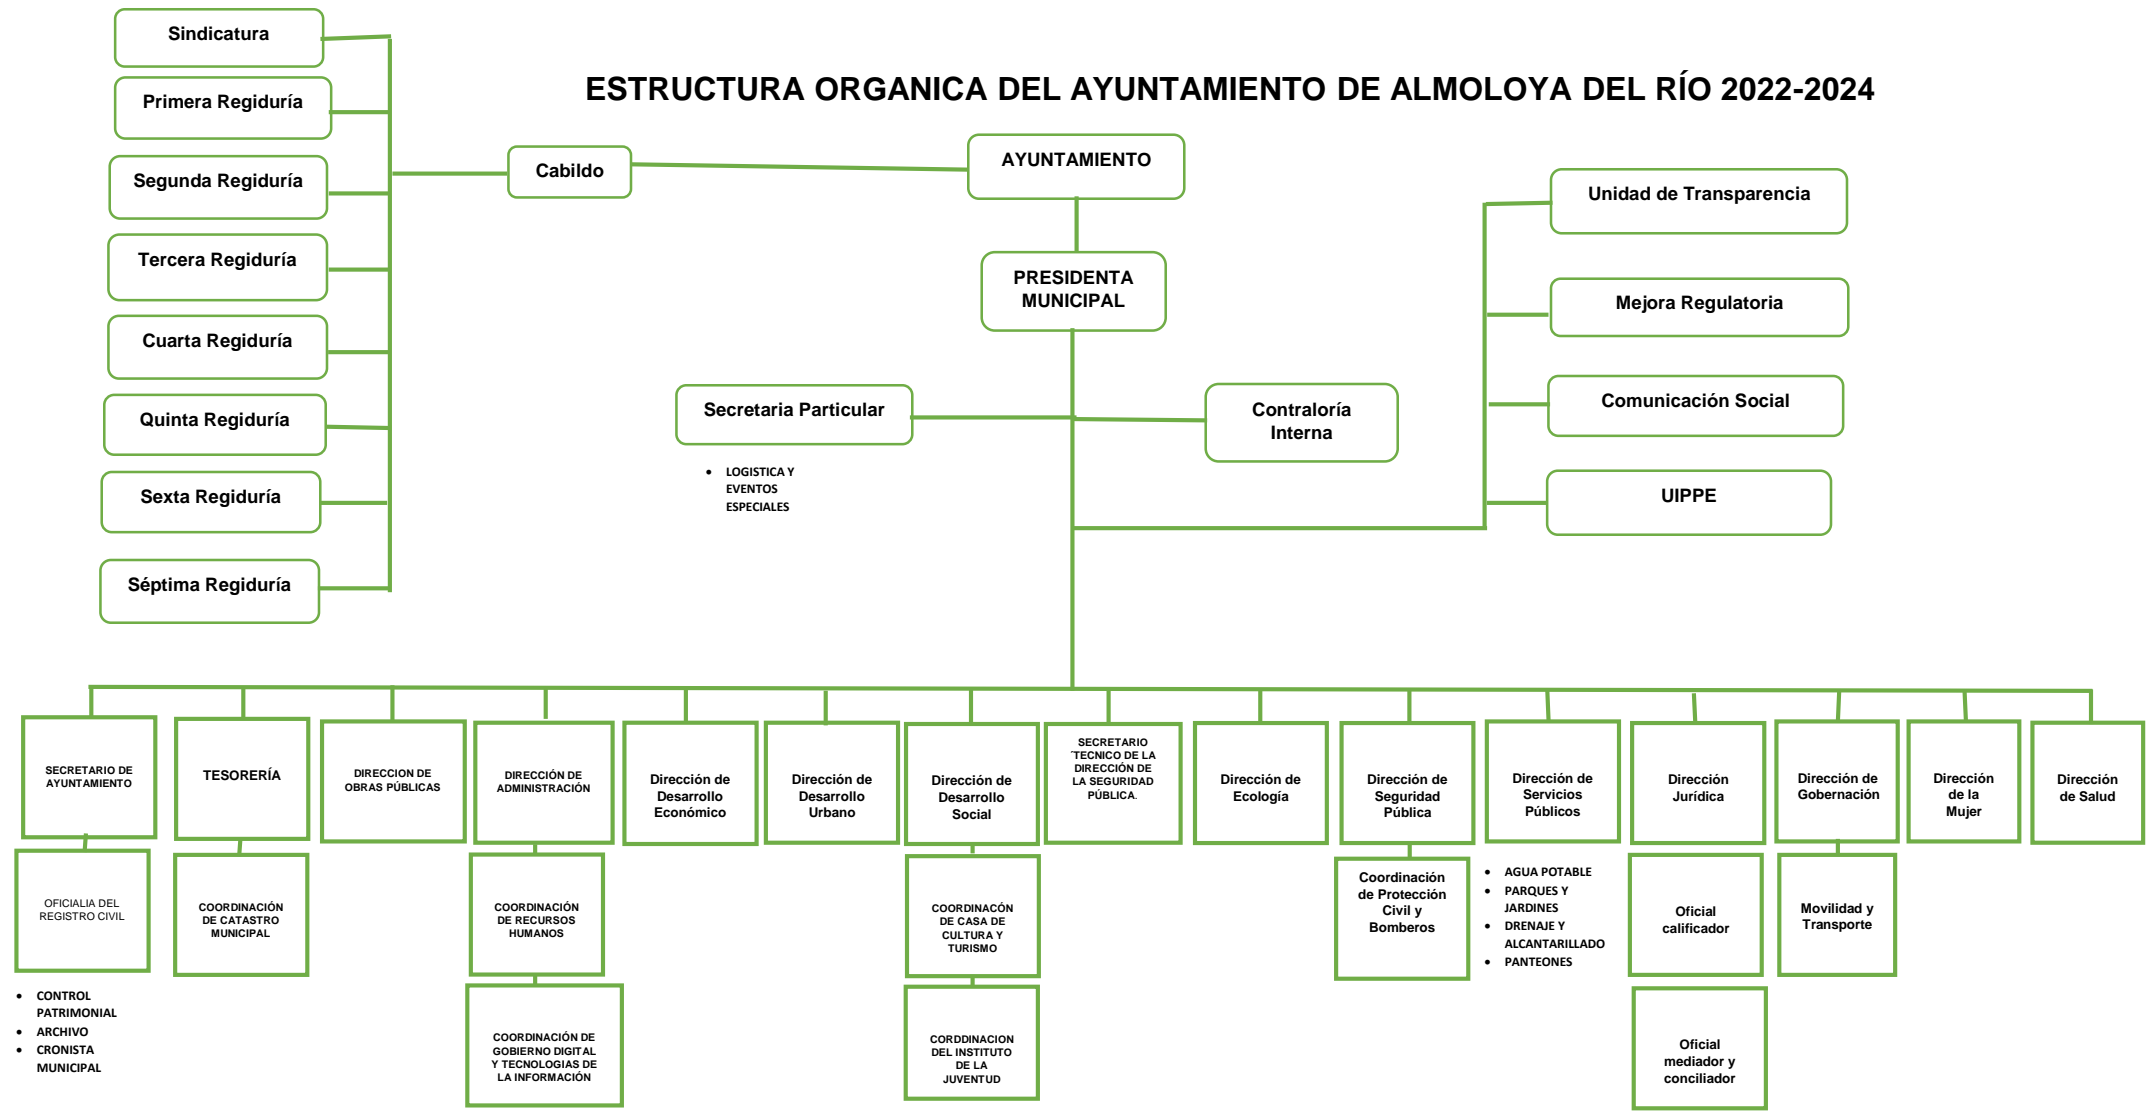 ESTRUCTURA ORGANICA DEL AYUNTAMIENTO DE ALMOLOYA DEL RÍO 2022-2024
Sindicatura
Primera Regiduría
Segunda Regiduría
Tercera Regiduría
Cuarta Regiduría
Quinta Regiduría
Sexta Regiduría
Séptima Regiduría
Cabildo
AYUNTAMIENTO
PRESIDENTA
MUNICIPAL
Secretaria Particular
• LOGISTICA Y
EVENTOS
ESPECIALES
Contraloría
Interna
Unidad de Transparencia
Mejora Regulatoria
Comunicación Social
UIPPE
SECRETARIO DE
AYUNTAMIENTO
OFICIALIA DEL
REGISTRO CIVIL
• CONTROL
PATRIMONIAL
• ARCHIVO
• CRONISTA
MUNICIPAL
TESORERÍA
COORDINACIÓN
DE CATASTRO
MUNICIPAL
DIRECCION DE
OBRAS PÚBLICAS
DIRECCIÓN DE
ADMINISTRACIÓN
COORDINACIÓN
DE RECURSOS
HUMANOS
COORDINACIÓN DE
GOBIERNO DIGITAL
Y TECNOLOGIAS DE
LA INFORMACIÓN
Dirección de
Desarrollo
Económico
Dirección de
Desarrollo
Urbano
Dirección de
Desarrollo
Social
COORDINACÓN
DE CASA DE
CULTURA Y
TURISMO
CORDDINACION
DEL INSTITUTO
DE LA
JUVENTUD
SECRETARIO
´TECNICO DE LA
DIRECCIÓN DE
LA SEGURIDAD
PÚBLICA.
Dirección de
Ecología
Dirección de
Seguridad
Pública
Coordinación
de Protección
Civil y
Bomberos
Dirección de
Servicios
Públicos
• AGUA POTABLE
• PARQUES Y
JARDINES
• DRENAJE Y
ALCANTARILLADO
• PANTEONES
Dirección
Jurídica
Oficial
calificador
Oficial
mediador y
conciliador
Dirección de
Gobernación
Movilidad y
Transporte
Dirección
de la
Mujer
Dirección
de Salud